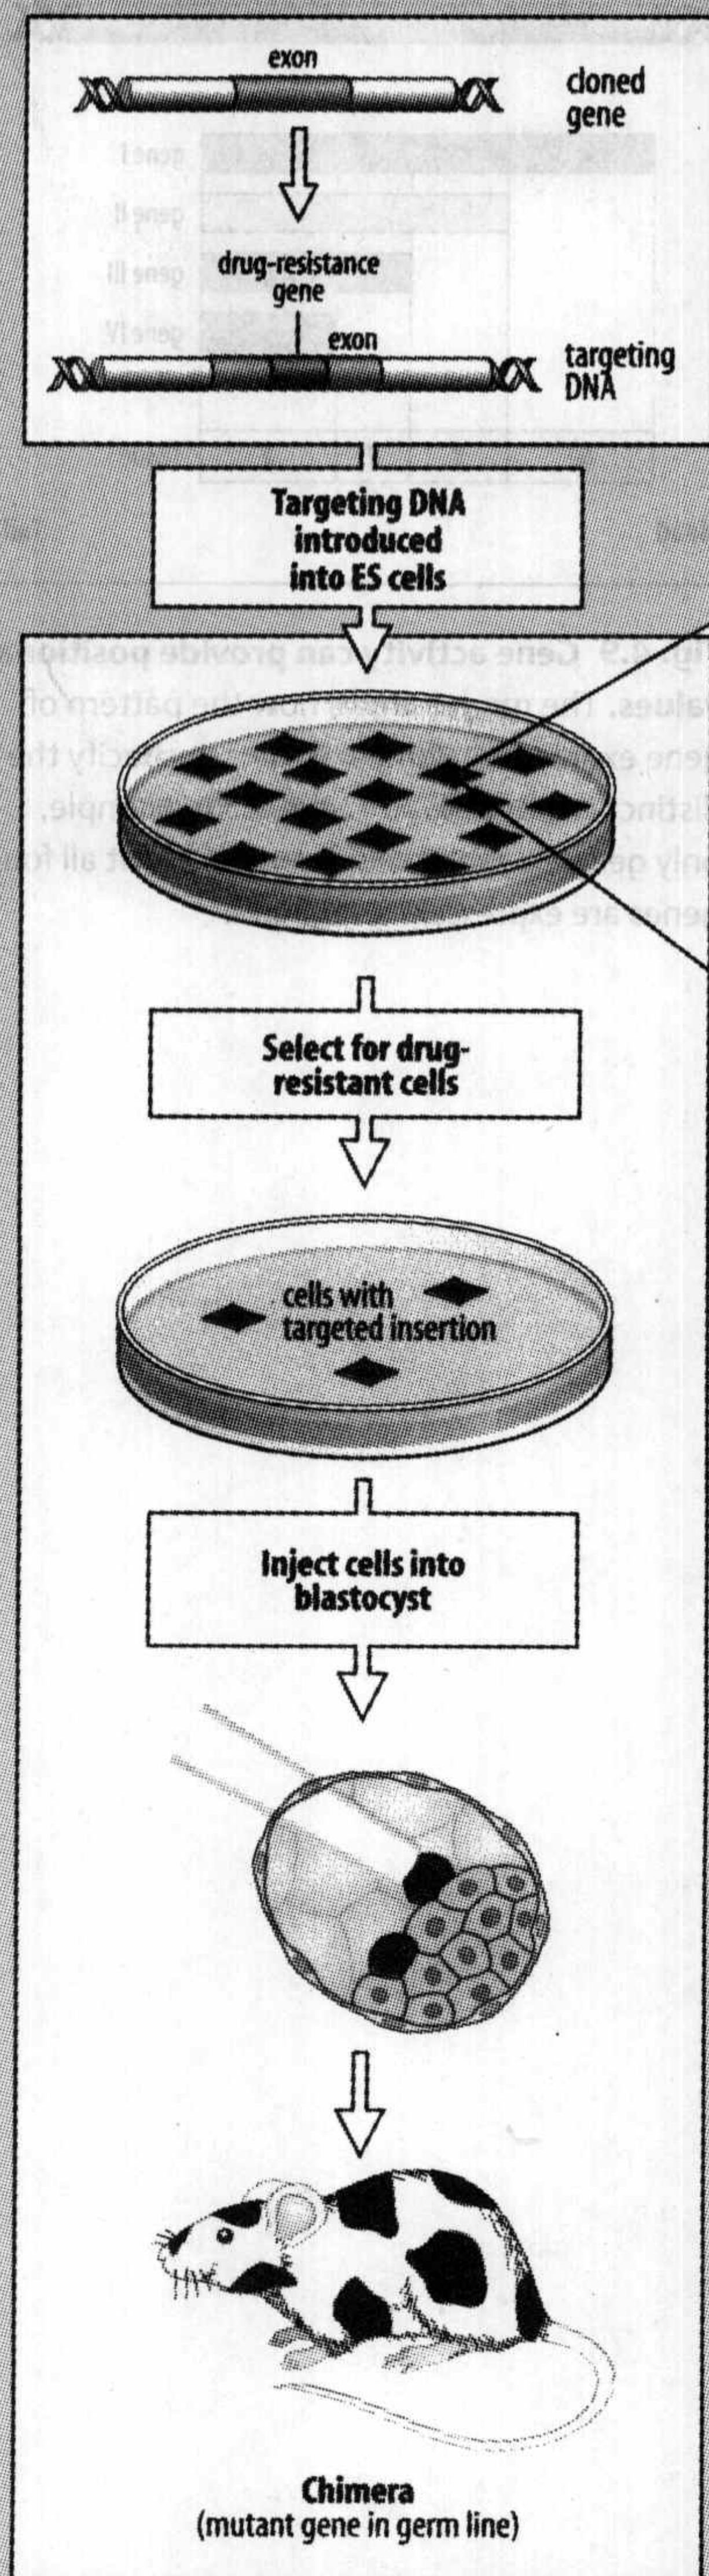 exon
cloned
gene
drug-resistance
gene
exon
targeting
DNA
Targeting DNA
introduced
into ES cells
Select for drug-
resistant cells
cells with
targeted insertion
Inject cells into
blastocyst
Chimera
(mutant gene in germ line)